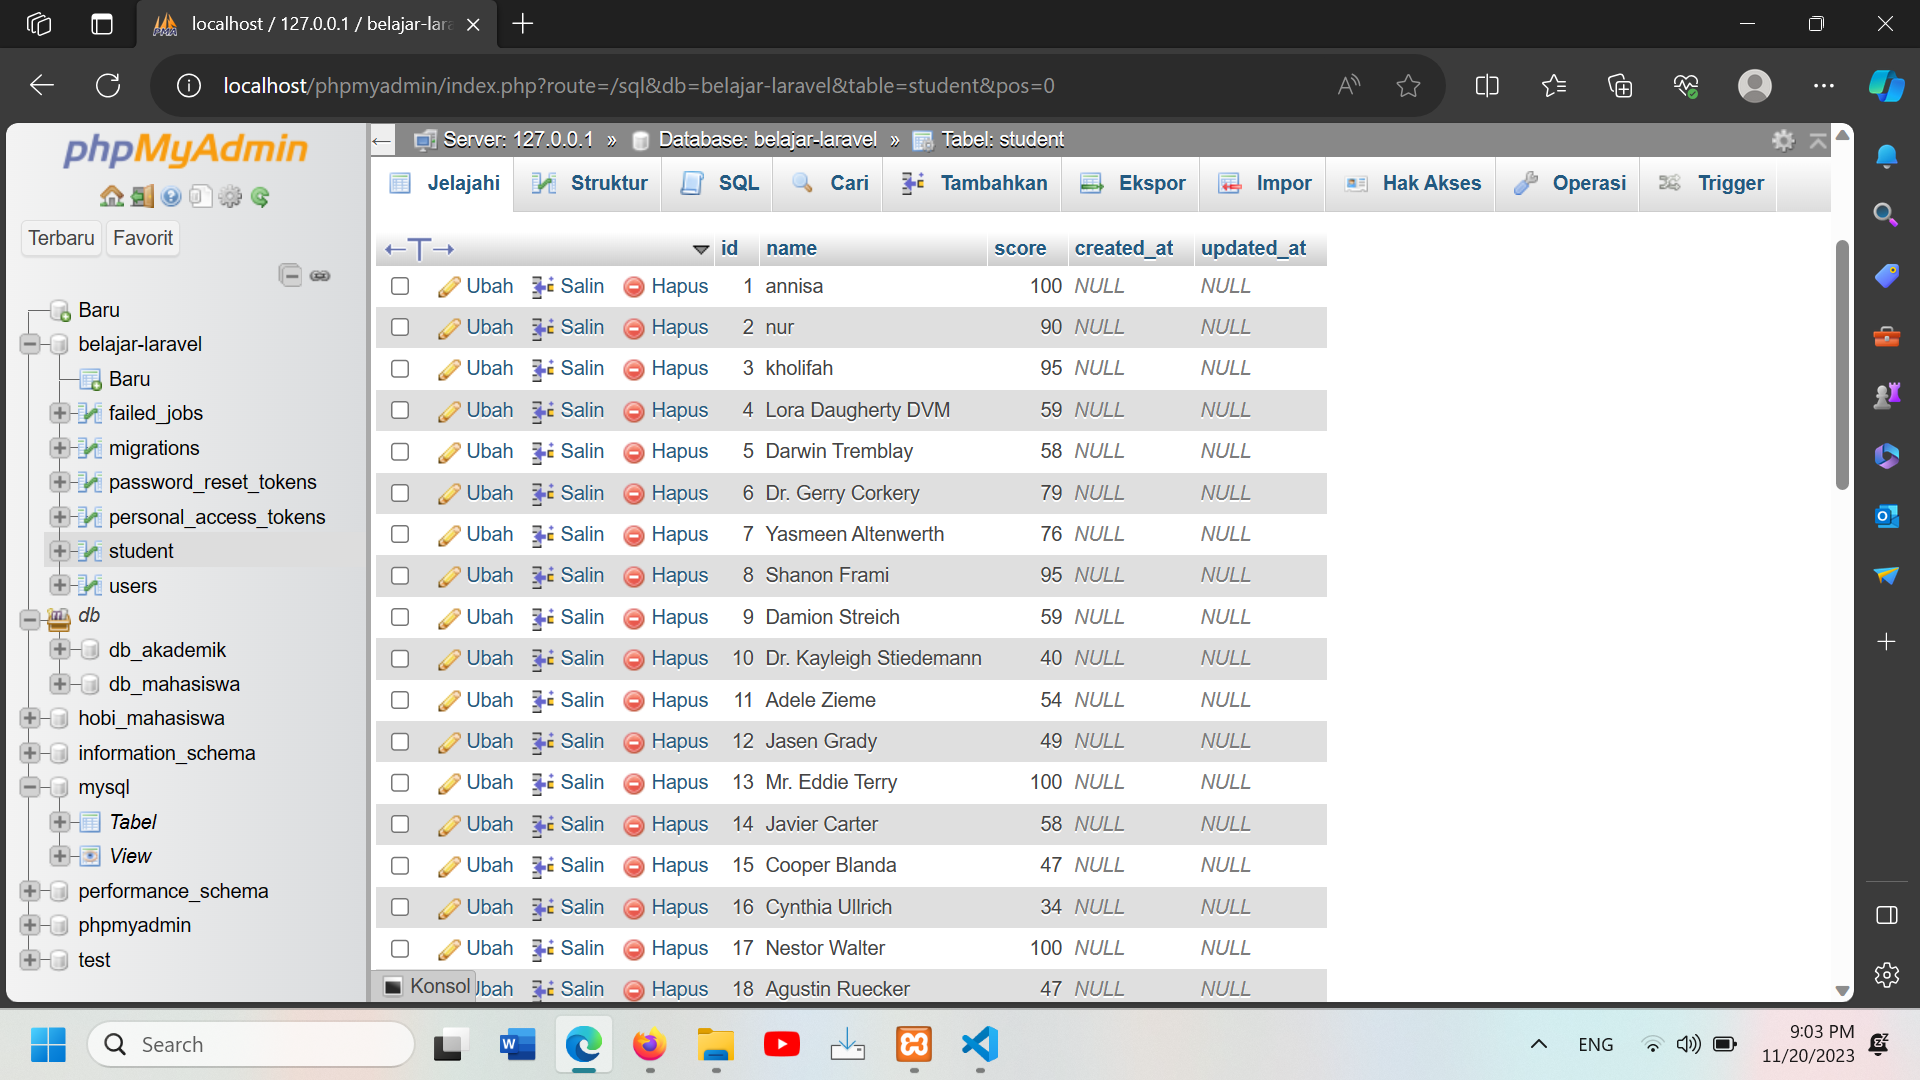 localhost / 127.0.0.1 / belajar-lara
localhost/phpmyadmin/index.php?route=/sql&db=belajar-laravel&table=student&pos=0
phpMyAdmin
Terbaru Favorit
Baru
belajar-laravel
Baru
failed_jobs
migrations
password_reset_tokens
personal_access_tokens
student
users
db
db_akademik
db_mahasiswa
hobi_mahasiswa
information_schema
mysql
Tabel
View
performance_schema
phpmyadmin
test
Server: 127.0.0.1 » Database: belajar-laravel » Tabel: student
Jelajahi Struktur SQL Cari Tambahkan Ekspor Impor Hak Akses Operasi Trigger
←T→ id name score created_at updated_at
Ubah Salin Hapus 1 annisa 100 NULL NULL
Ubah Salin Hapus 2 nur 90 NULL NULL
Ubah Salin Hapus 3 kholifah 95 NULL NULL
Ubah Salin Hapus 4 Lora Daugherty DVM 59 NULL NULL
Ubah Salin Hapus 5 Darwin Tremblay 58 NULL NULL
Ubah Salin Hapus 6 Dr. Gerry Corkery 79 NULL NULL
Ubah Salin Hapus 7 Yasmeen Altenwerth 76 NULL NULL
Ubah Salin Hapus 8 Shanon Frami 95 NULL NULL
Ubah Salin Hapus 9 Damion Streich 59 NULL NULL
Ubah Salin Hapus 10 Dr. Kayleigh Stiedemann 40 NULL NULL
Ubah Salin Hapus 11 Adele Zieme 54 NULL NULL
Ubah Salin Hapus 12 Jasen Grady 49 NULL NULL
Ubah Salin Hapus 13 Mr. Eddie Terry 100 NULL NULL
Ubah Salin Hapus 14 Javier Carter 58 NULL NULL
Ubah Salin Hapus 15 Cooper Blanda 47 NULL NULL
Ubah Salin Hapus 16 Cynthia Ullrich 34 NULL NULL
Ubah Salin Hapus 17 Nestor Walter 100 NULL NULL
Ubah Salin Hapus 18 Agustin Ruecker 47 NULL NULL
Konsol
Search
ENG
9:03 PM
11/20/2023